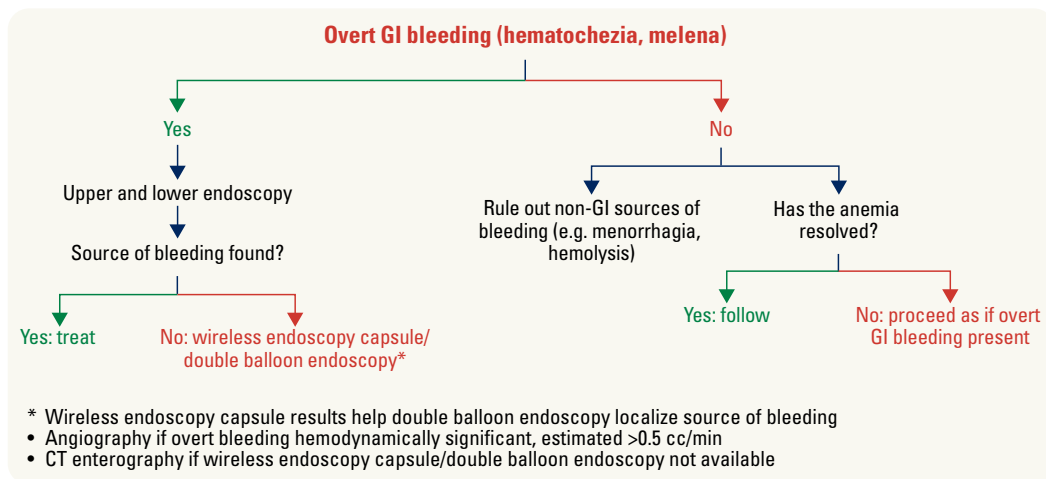 Overt GI bleeding (hematochezia, melena)
Yes
No
Upper and lower endoscopy
Rule out non-GI sources of
bleeding (e.g. menorrhagia,
hemolysis)
Has the anemia
resolved?
Source of bleeding found?
Yes: treat
No: wireless endoscopy capsule/
double balloon endoscopy*
Yes: follow
No: proceed as if overt
GI bleeding present
* Wireless endoscopy capsule results help double balloon endoscopy localize source of bleeding
• Angiography if overt bleeding hemodynamically significant, estimated >0.5 cc/min
• CT enterography if wireless endoscopy capsule/double balloon endoscopy not available